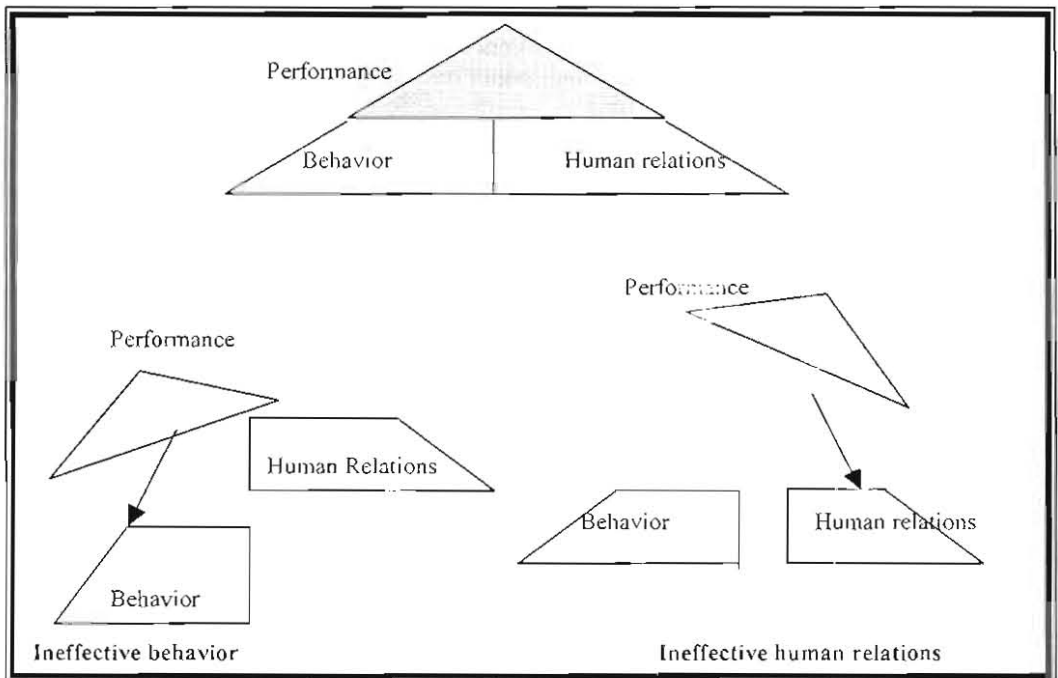 Performance
Behavior
Human relations
Performance
Performance
Human Relations
Behavior
Human relations
Behavior
Ineffective behavior
Ineffective human relations